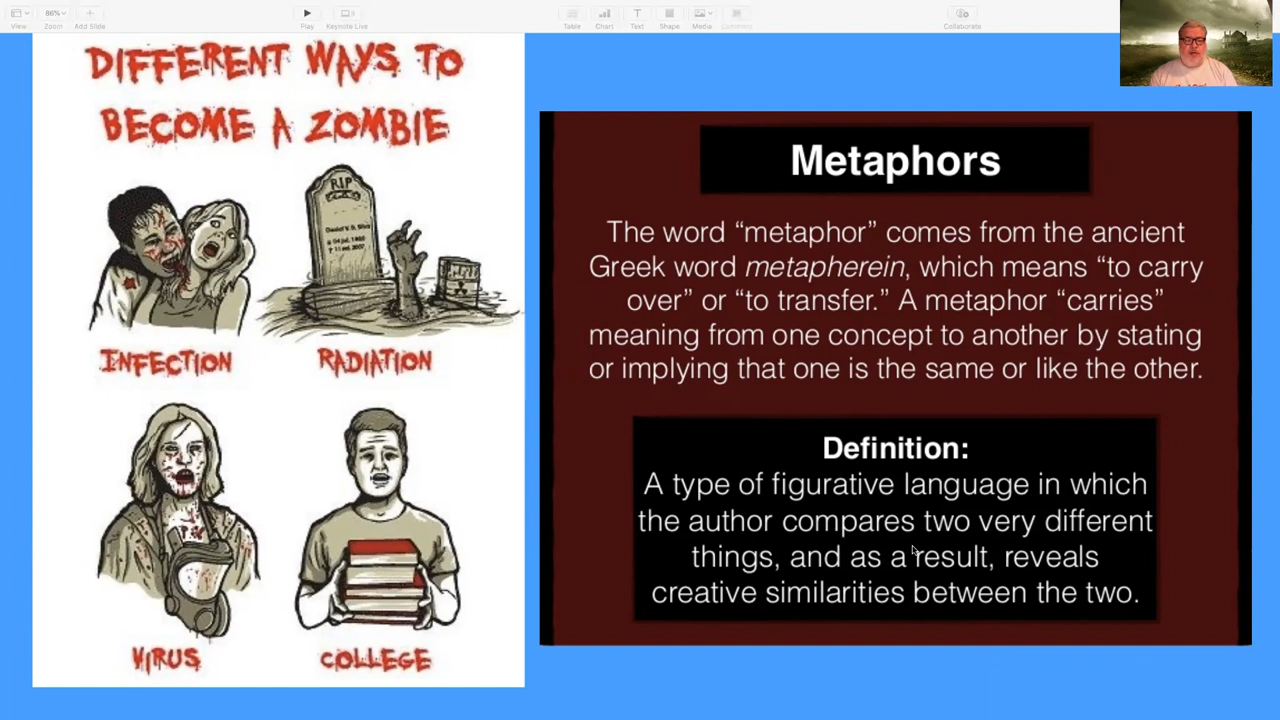 View
86%
Zoom
Add Slide
Play
Keynote Live
Table
Chart
Text
Shape
Media
Comment
Collaborate
DIFFERENT WAYS TO
BECOME A ZOMBIE
RIP
INFECTION
RADIATION
VIRUS
COLLEGE
Metaphors
The word “metaphor” comes from the ancient
Greek word metapherein, which means “to carry
over” or “to transfer.” A metaphor “carries”
meaning from one concept to another by stating
or implying that one is the same or like the other.
Definition:
A type of figurative language in which
the author compares two very different
things, and as a result, reveals
creative similarities between the two.